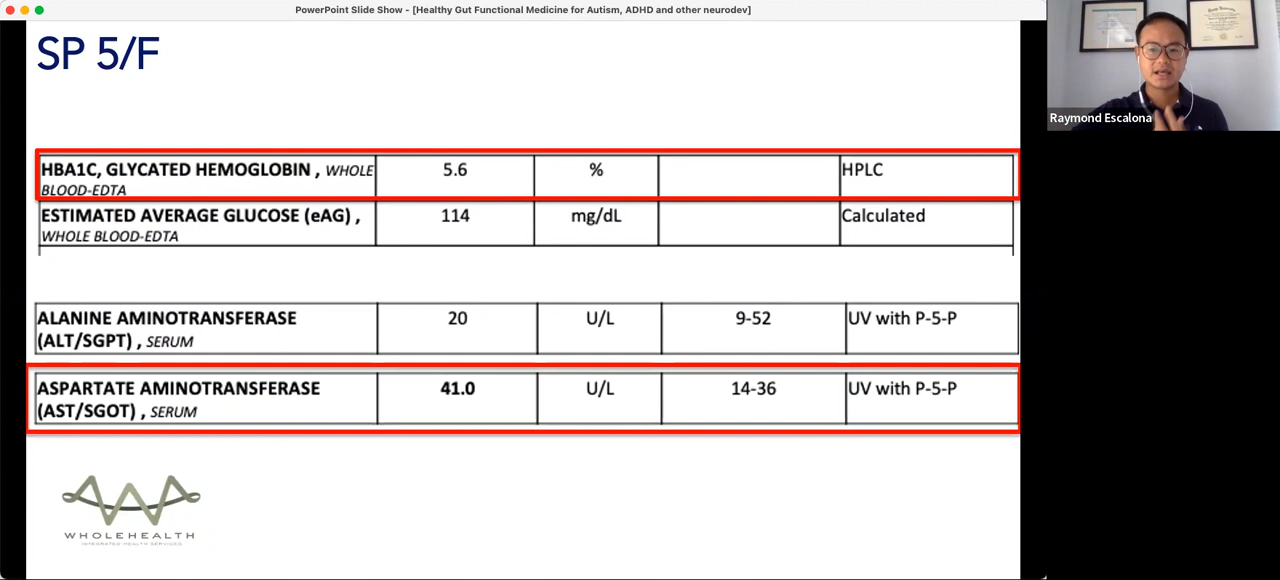 PowerPoint Slide Show - [Healthy Gut Functional Medicine for Autism, ADHD and other neurodev]
SP 5/F
HBA1C, GLYCATED HEMOGLOBIN , WHOLE BLOOD-EDTA 5.6 % HPLC
ESTIMATED AVERAGE GLUCOSE (eAG) , WHOLE BLOOD-EDTA 114 mg/dL Calculated
ALANINE AMINOTRANSFERASE (ALT/SGPT) , SERUM 20 U/L 9-52 UV with P-5-P
ASPARTATE AMINOTRANSFERASE (AST/SGOT) , SERUM 41.0 U/L 14-36 UV with P-5-P
WHOLEHEALTH
INTEGRATED HEALTH SERVICES
Raymond Escalona